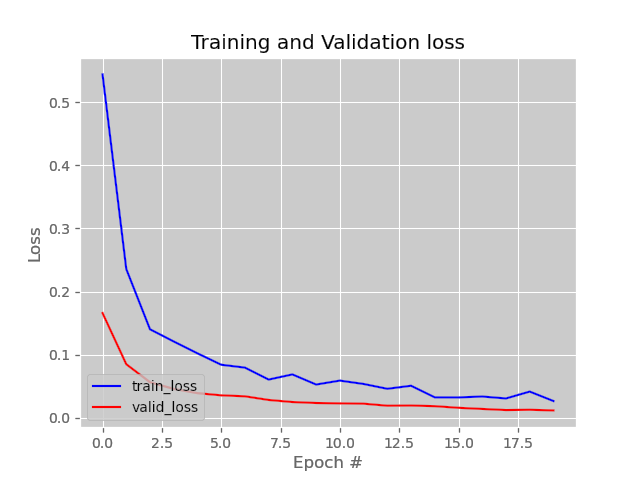 Training and Validation loss
0.5
0.4
0.3
0.2
0.1
0.0
Loss
train_loss
valid_loss
0.0 2.5 5.0 7.5 10.0 12.5 15.0 17.5
Epoch #